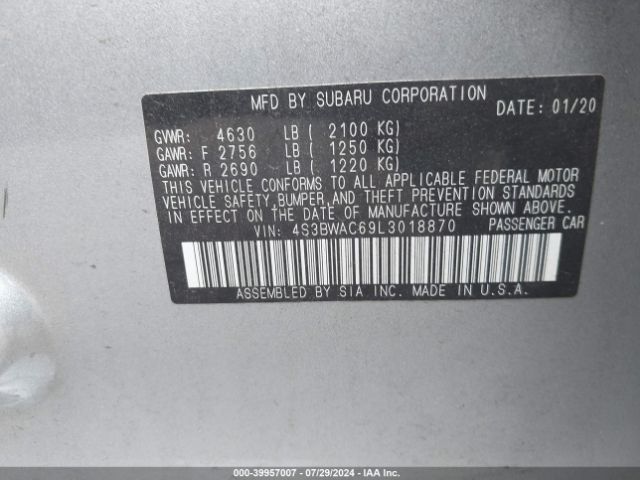 MFD BY SUBARU CORPORATION DATE: 01/20
GVWR: 4630 LB ( 2100 KG)
GAWR: F 2756 LB ( 1250 KG)
GAWR: R 2690 LB ( 1220 KG)
THIS VEHICLE CONFORMS TO ALL APPLICABLE FEDERAL MOTOR
VEHICLE SAFETY,BUMPER,AND THEFT PREVENTION STANDARDS
IN EFFECT ON THE DATE OF MANUFACTURE SHOWN ABOVE.
VIN: 4S3BWAC69L3018870 PASSENGER CAR
ASSEMBLED BY SIA INC. MADE IN U.S.A.
000-39957007 • 07/29/2024 - IAA Inc.